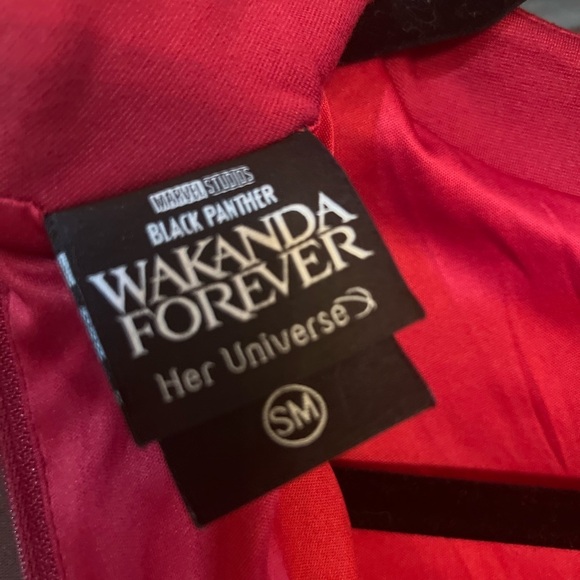 MARVEL STUDIOS
BLACK PANTHER
WAKANDA
FOREVER
Her Universe
SM